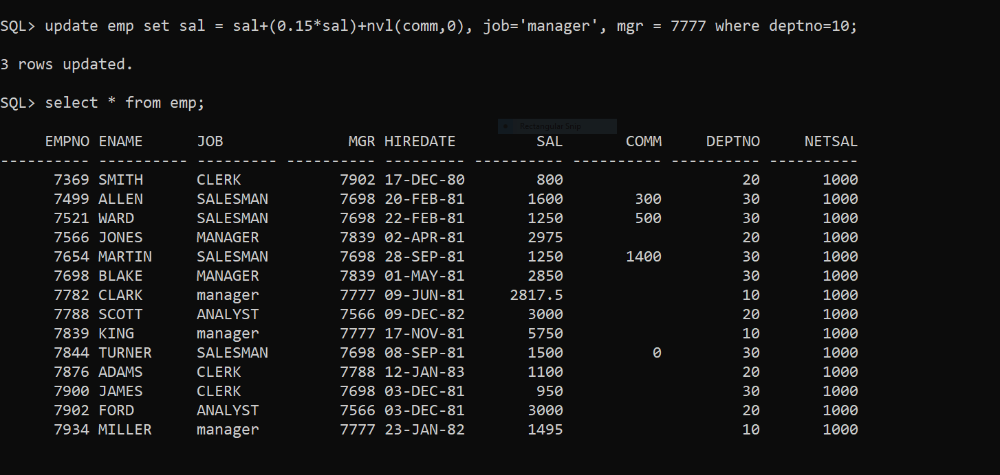 SQL> update emp set sal = sal+(0.15*sal)+nvl(comm,0), job='manager', mgr = 7777 where deptno=10;
3 rows updated.
SQL> select * from emp;
Rectangular Snip
EMPNO ENAME JOB MGR HIREDATE SAL COMM DEPTNO NETSAL
---------- ---------- --------- ---------- --------- ---------- ---------- ---------- ----------
7369 SMITH CLERK 7902 17-DEC-80 800 20 1000
7499 ALLEN SALESMAN 7698 20-FEB-81 1600 300 30 1000
7521 WARD SALESMAN 7698 22-FEB-81 1250 500 30 1000
7566 JONES MANAGER 7839 02-APR-81 2975 20 1000
7654 MARTIN SALESMAN 7698 28-SEP-81 1250 1400 30 1000
7698 BLAKE MANAGER 7839 01-MAY-81 2850 30 1000
7782 CLARK manager 7777 09-JUN-81 2817.5 10 1000
7788 SCOTT ANALYST 7566 09-DEC-82 3000 20 1000
7839 KING manager 7777 17-NOV-81 5750 10 1000
7844 TURNER SALESMAN 7698 08-SEP-81 1500 0 30 1000
7876 ADAMS CLERK 7788 12-JAN-83 1100 20 1000
7900 JAMES CLERK 7698 03-DEC-81 950 30 1000
7902 FORD ANALYST 7566 03-DEC-81 3000 20 1000
7934 MILLER manager 7777 23-JAN-82 1495 10 1000